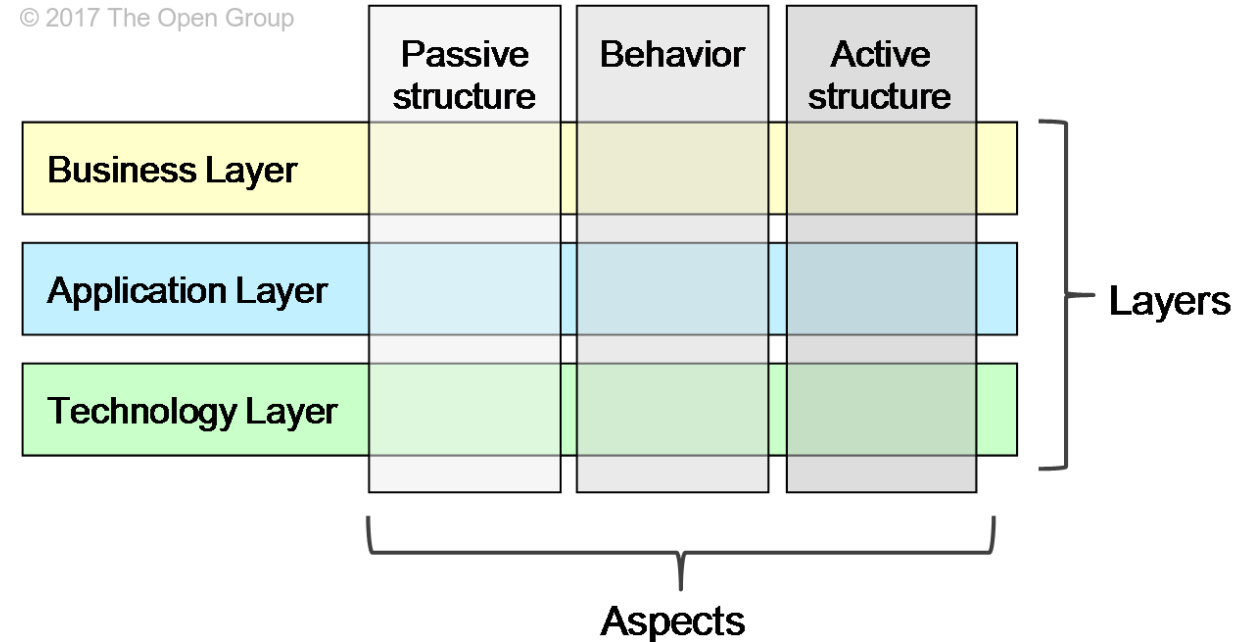 © 2017 The Open Group
Passive
structure
Behavior
Active
structure
Business Layer
Application Layer
Layers
Technology Layer
Aspects